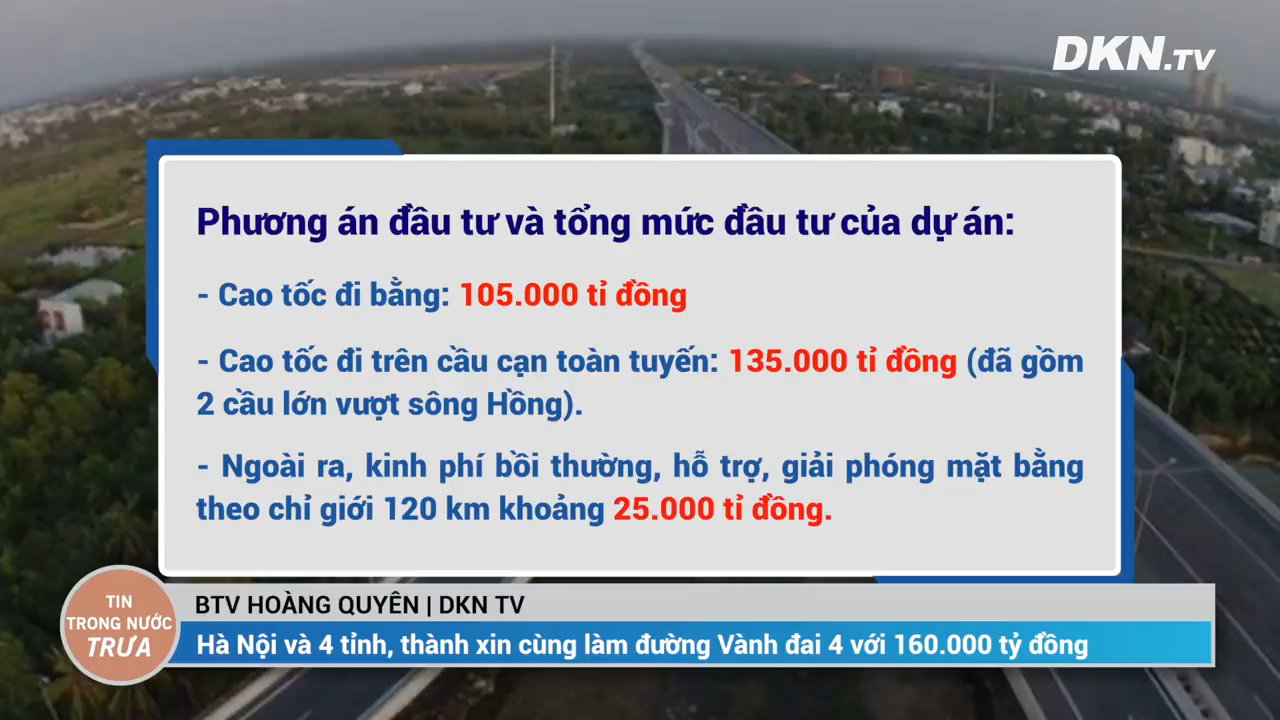 DKN.TV
Phương án đầu tư và tổng mức đầu tư của dự án:
- Cao tốc đi bằng: 105.000 tỉ đồng
- Cao tốc đi trên cầu cạn toàn tuyến: 135.000 tỉ đồng (đã gồm
2 cầu lớn vượt sông Hồng).
- Ngoài ra, kinh phí bồi thường, hỗ trợ, giải phóng mặt bằng
theo chỉ giới 120 km khoảng 25.000 tỉ đồng.
TIN
TRONG NƯỚC
TRƯA
BTV HOÀNG QUYÊN | DKN TV
Hà Nội và 4 tỉnh, thành xin cùng làm đường Vành đai 4 với 160.000 tỷ đồng